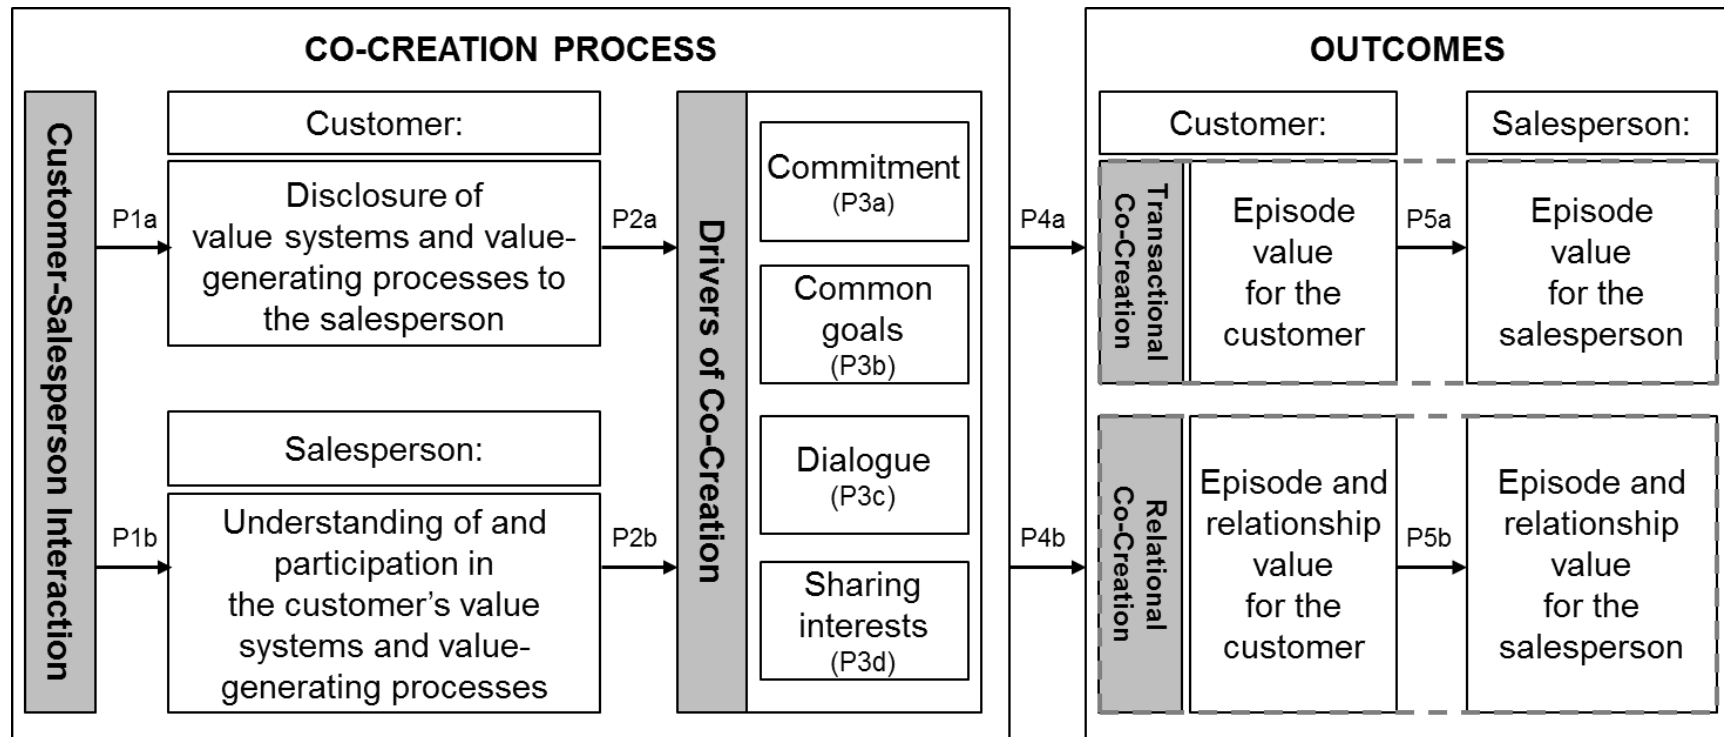 CO-CREATION PROCESS
Customer-Salesperson Interaction
P1a
Customer:
Disclosure of
value systems and value-
generating processes to
the salesperson
P2a
P1b
Salesperson:
Understanding of and
participation in
the customer’s value
systems and value-
generating processes
P2b
Drivers of Co-Creation
Commitment
(P3a)
Common
goals
(P3b)
Dialogue
(P3c)
Sharing
interests
(P3d)
P4a
P4b
OUTCOMES
Customer:
Salesperson:
Transactional
Co-Creation
Episode
value
for the
customer
P5a
Episode
value
for the
salesperson
Relational
Co-Creation
Episode and
relationship
value
for the
customer
P5b
Episode and
relationship
value
for the
salesperson